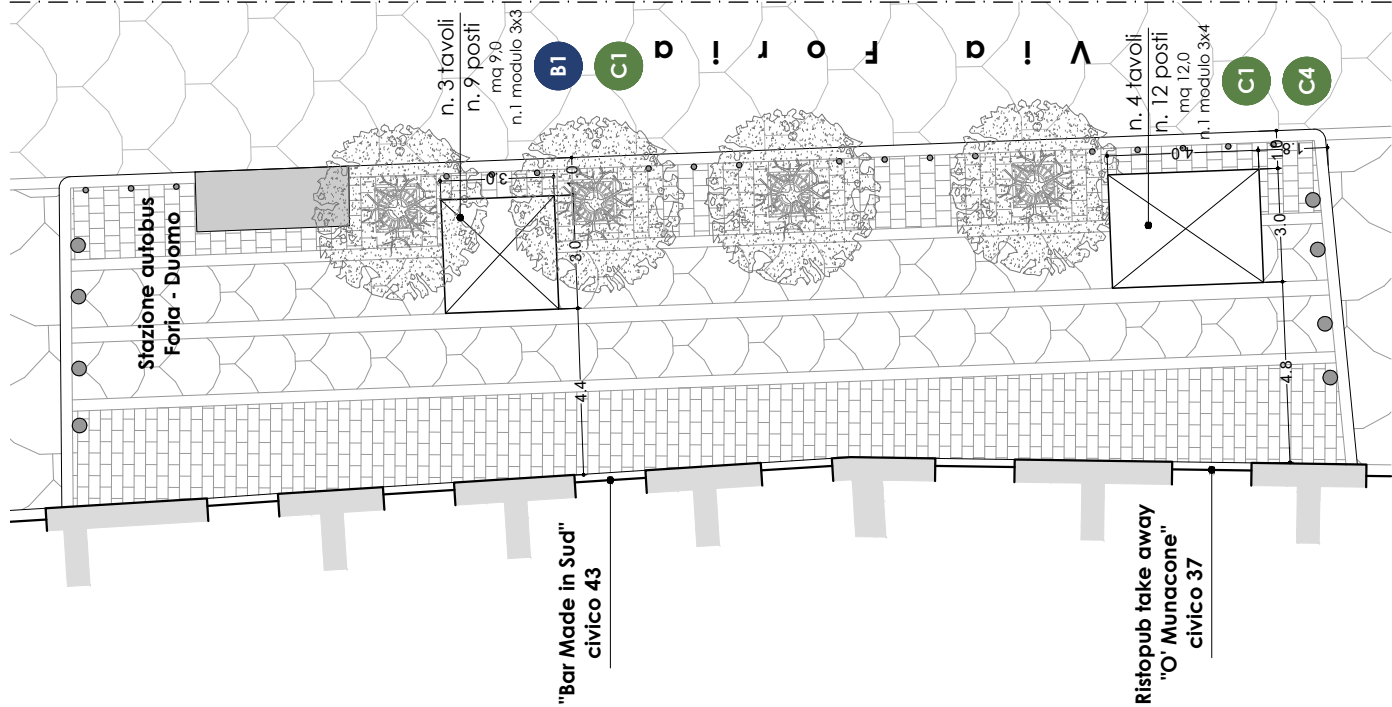 Via Foria
n. 3 tavoli
n. 9 posti
mq 9,0
n.1 modulo 3x3
B1
C1
n. 4 tavoli
n. 12 posti
mq 12,0
n.1 modulo 3x4
C1
C4
Stazione autobus
Foria - Duomo
3.0
1.0
3.0
4.4
4.0
1.8
3.0
4.8
"Bar Made in Sud"
civico 43
Ristopub take away
"O' Munacone"
civico 37